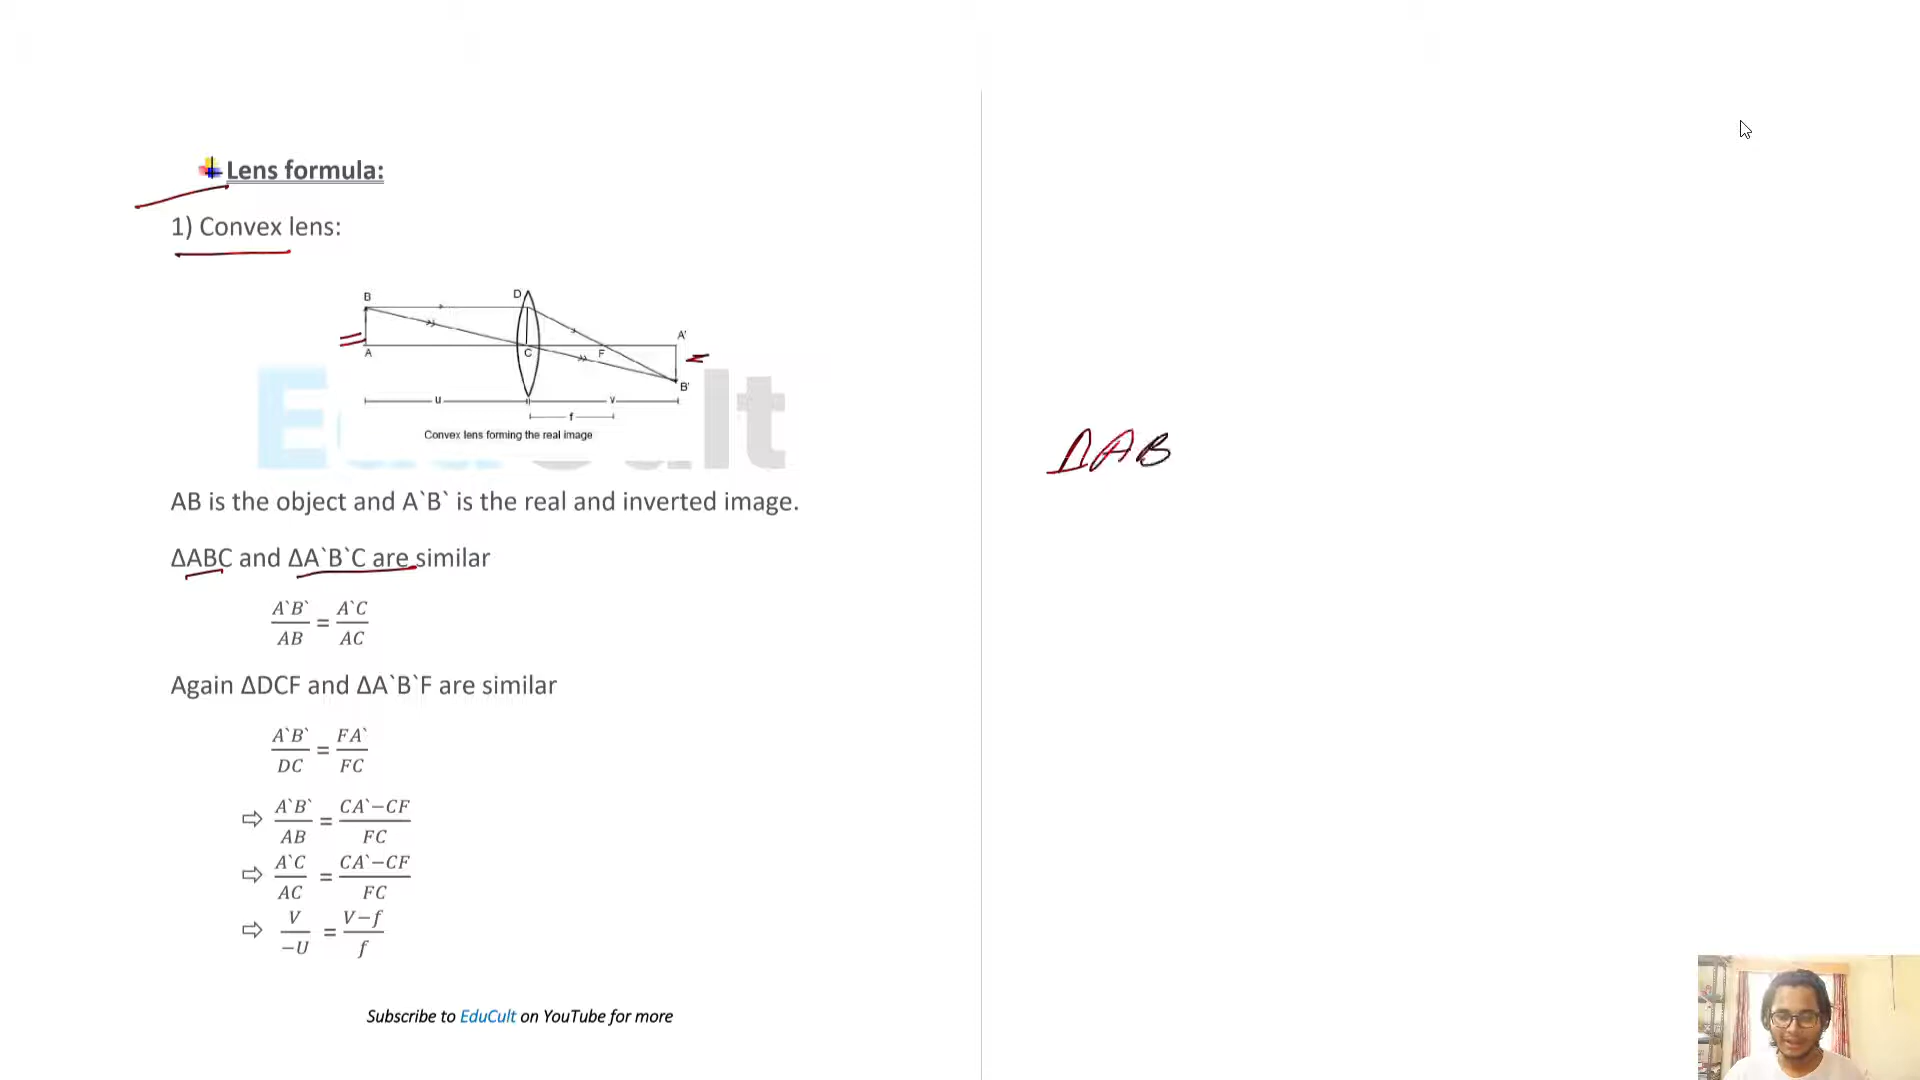 Lens formula:
1) Convex lens:
B
D
A'
A
C
F
B'
u
v
f
Convex lens forming the real image
EduCult
AB is the object and A`B` is the real and inverted image.
ΔABC and ΔA`B`C are similar
A`B`/AB = A`C/AC
Again ΔDCF and ΔA`B`F are similar
A`B`/DC = FA`/FC
⇨ A`B`/AB = CA`−CF/FC
⇨ A`C/AC = CA`−CF/FC
⇨ V/−U = V−f/f
Subscribe to EduCult on YouTube for more
ΔAB